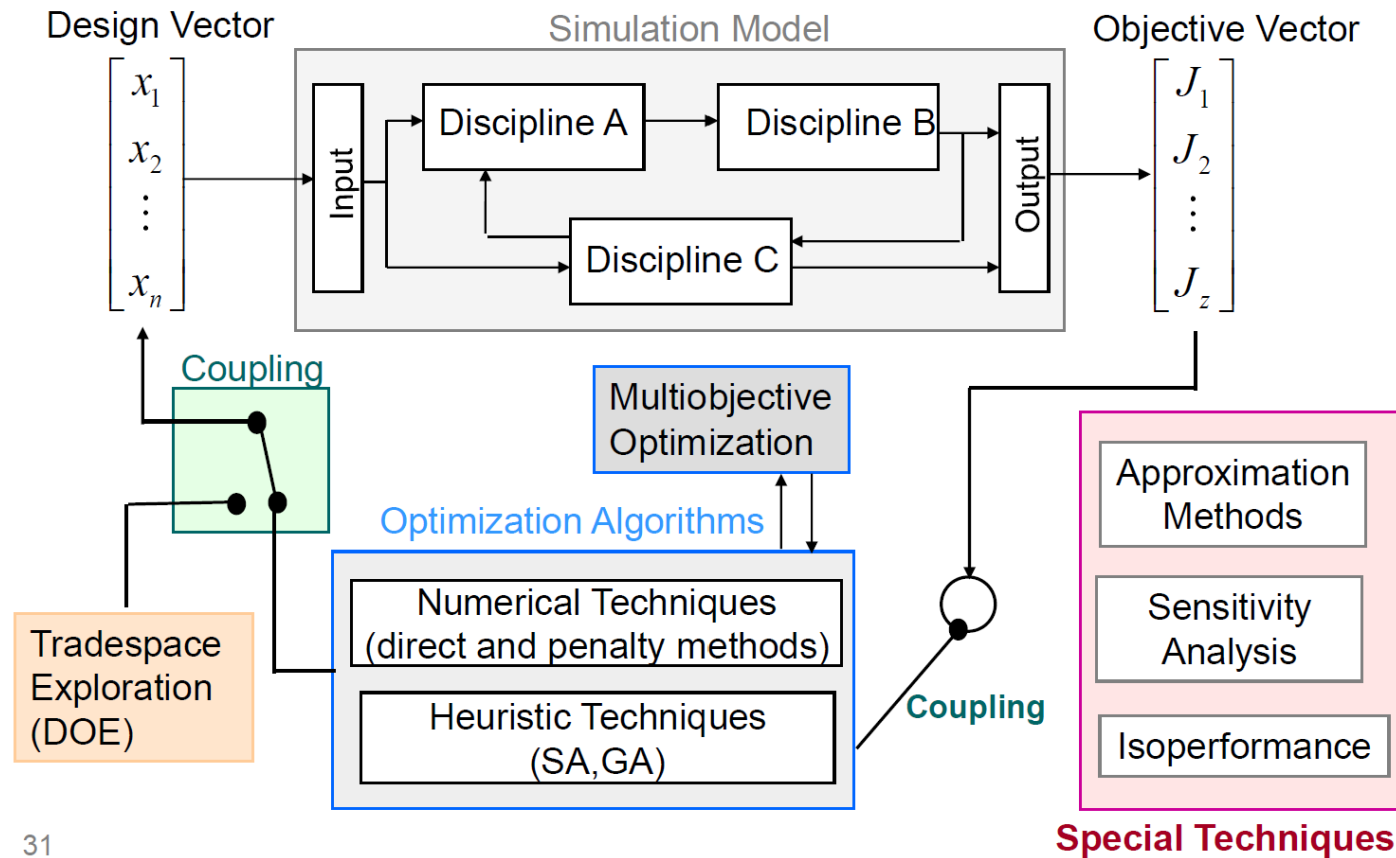 Design Vector
Simulation Model
Objective Vector
x1
x2
⋮
xn
Input
Discipline A
Discipline B
Discipline C
Output
J1
J2
⋮
Jz
Coupling
Multiobjective
Optimization
Optimization Algorithms
Numerical Techniques
(direct and penalty methods)
Heuristic Techniques
(SA,GA)
Tradespace
Exploration
(DOE)
Coupling
Approximation
Methods
Sensitivity
Analysis
Isoperformance
Special Techniques
31